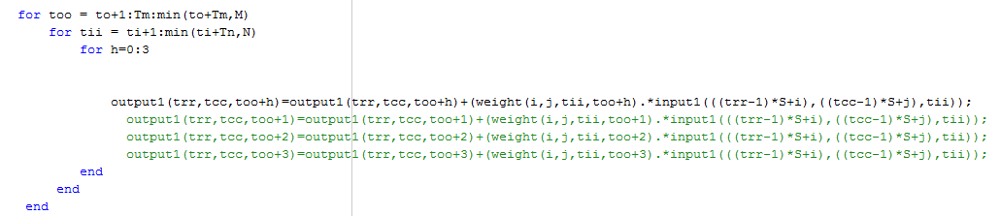 for too = to+1:Tm:min(to+Tm,M)
for tii = ti+1:min(ti+Tn,N)
for h=0:3
output1(trr,tcc,too+h)=output1(trr,tcc,too+h)+(weight(i,j,tii,too+h).*input1(((trr-1)*S+i),((tcc-1)*S+j),tii));
output1(trr,tcc,too+1)=output1(trr,tcc,too+1)+(weight(i,j,tii,too+1).*input1(((trr-1)*S+i),((tcc-1)*S+j),tii));
output1(trr,tcc,too+2)=output1(trr,tcc,too+2)+(weight(i,j,tii,too+2).*input1(((trr-1)*S+i),((tcc-1)*S+j),tii));
output1(trr,tcc,too+3)=output1(trr,tcc,too+3)+(weight(i,j,tii,too+3).*input1(((trr-1)*S+i),((tcc-1)*S+j),tii));
end
end
end